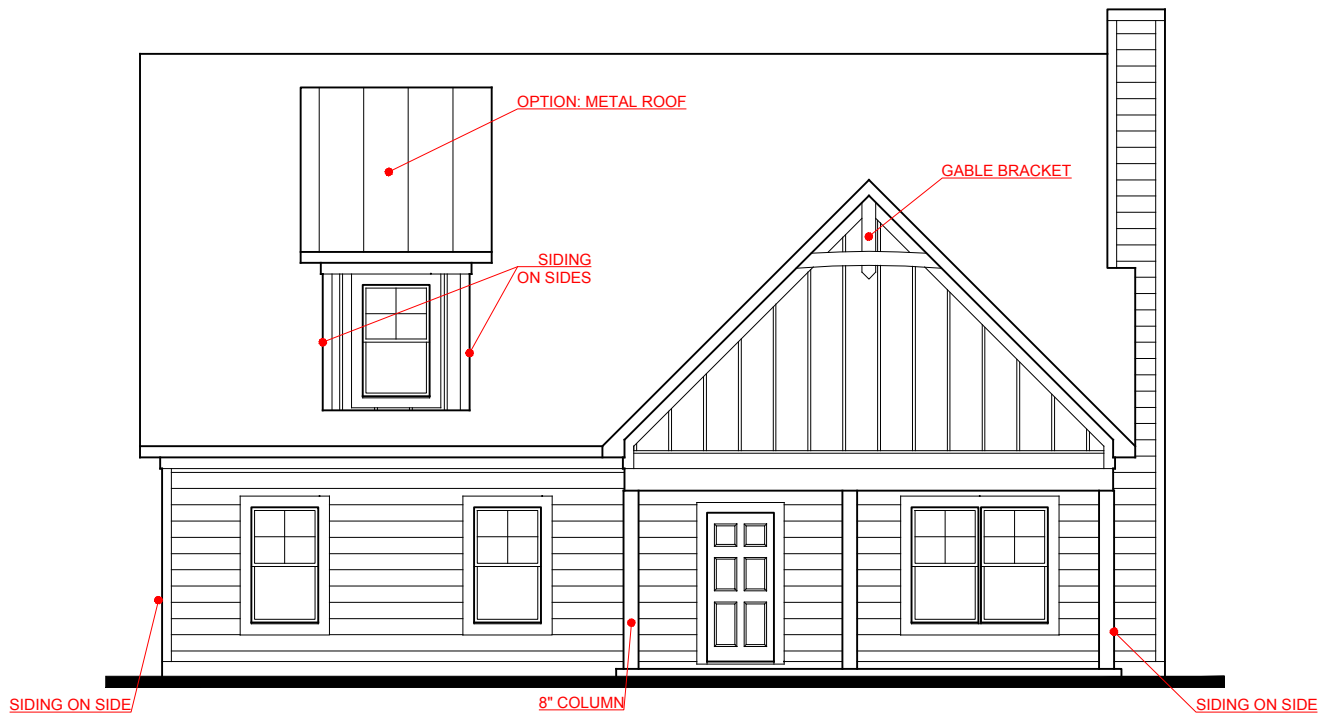 OPTION: METAL ROOF
GABLE BRACKET
SIDING
ON SIDES
SIDING ON SIDE
8" COLUMN
SIDING ON SIDE